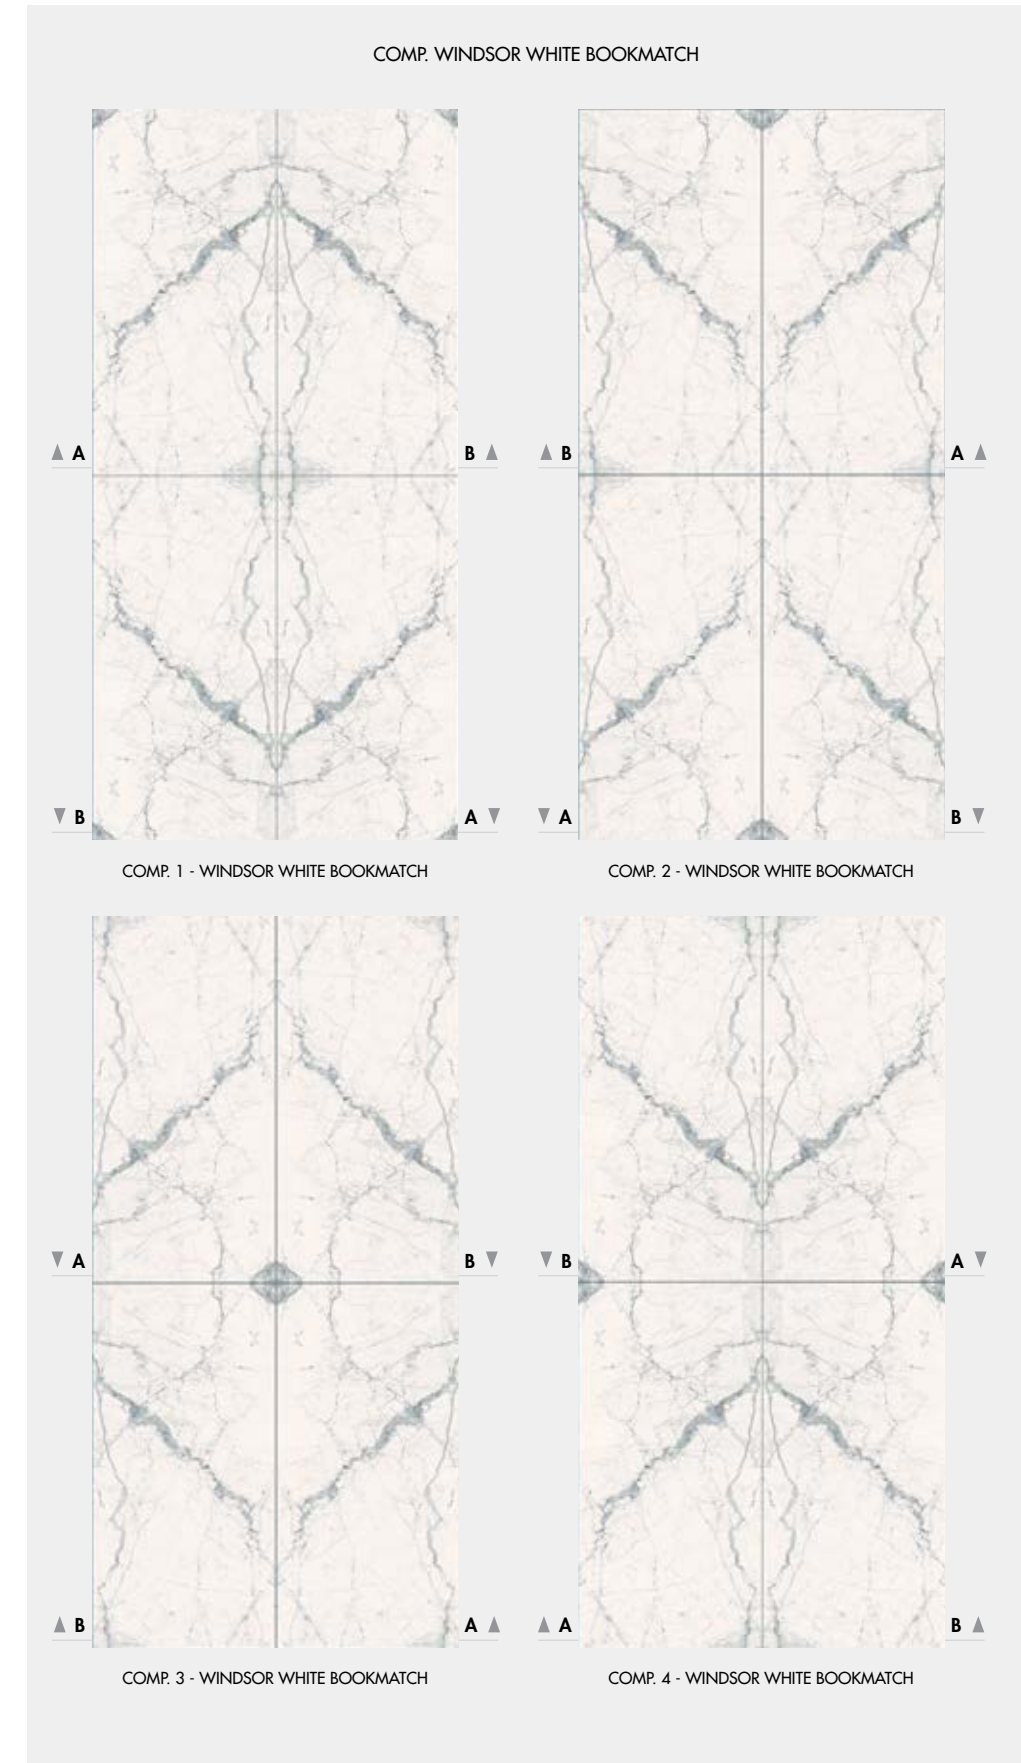 COMP. WINDSOR WHITE BOOKMATCH
▲ A
B ▲
▲ B
A ▲
▼ B
A ▼
▼ A
B ▼
COMP. 1 - WINDSOR WHITE BOOKMATCH
COMP. 2 - WINDSOR WHITE BOOKMATCH
▼ A
B ▼
▼ B
A ▼
▲ B
A ▲
▲ A
B ▲
COMP. 3 - WINDSOR WHITE BOOKMATCH
COMP. 4 - WINDSOR WHITE BOOKMATCH